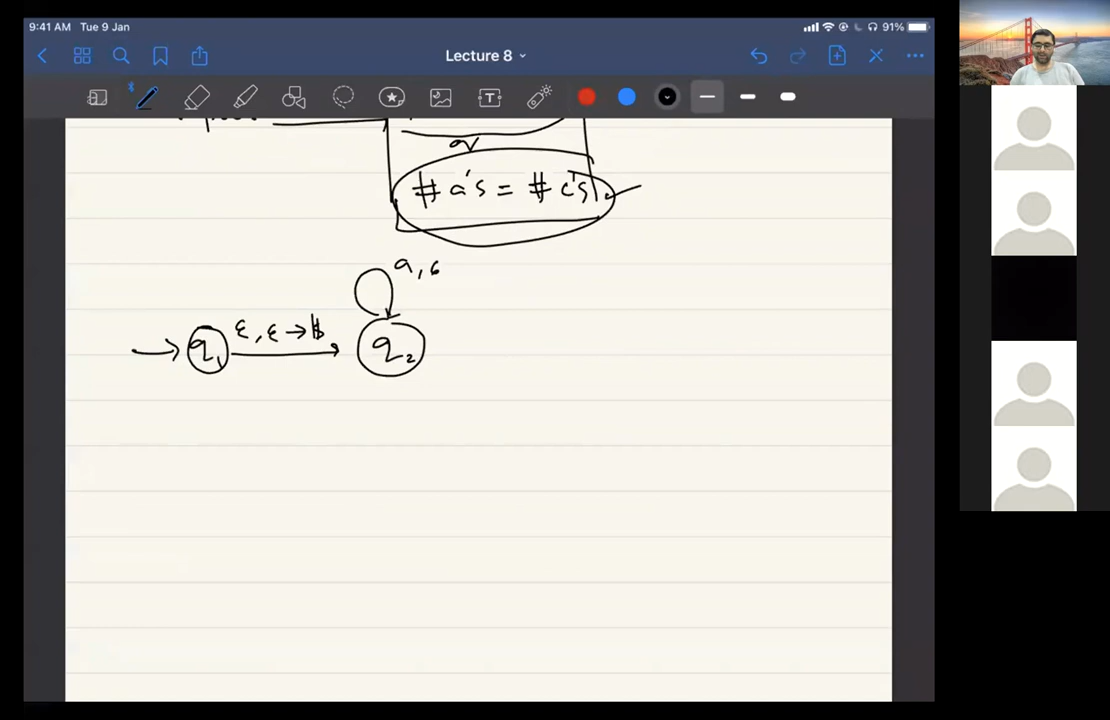 9:41 AM Tue 9 Jan 91%
Lecture 8
# a's = # c's
a, ε
→ q₁ ε, ε → $ q₂